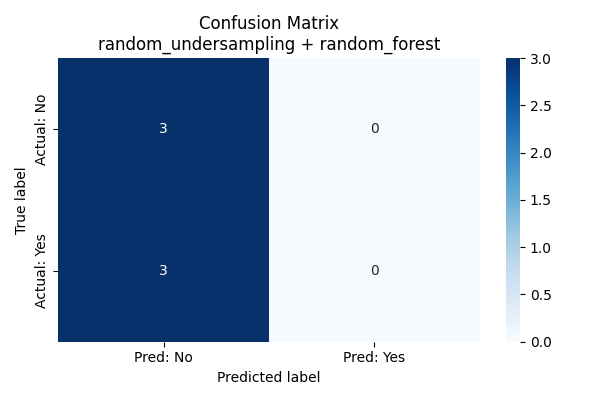 Confusion Matrix
random_undersampling + random_forest
True label
Actual: No
Actual: Yes
3
0
3
0
Pred: No
Pred: Yes
Predicted label
3.0
2.5
2.0
1.5
1.0
0.5
0.0